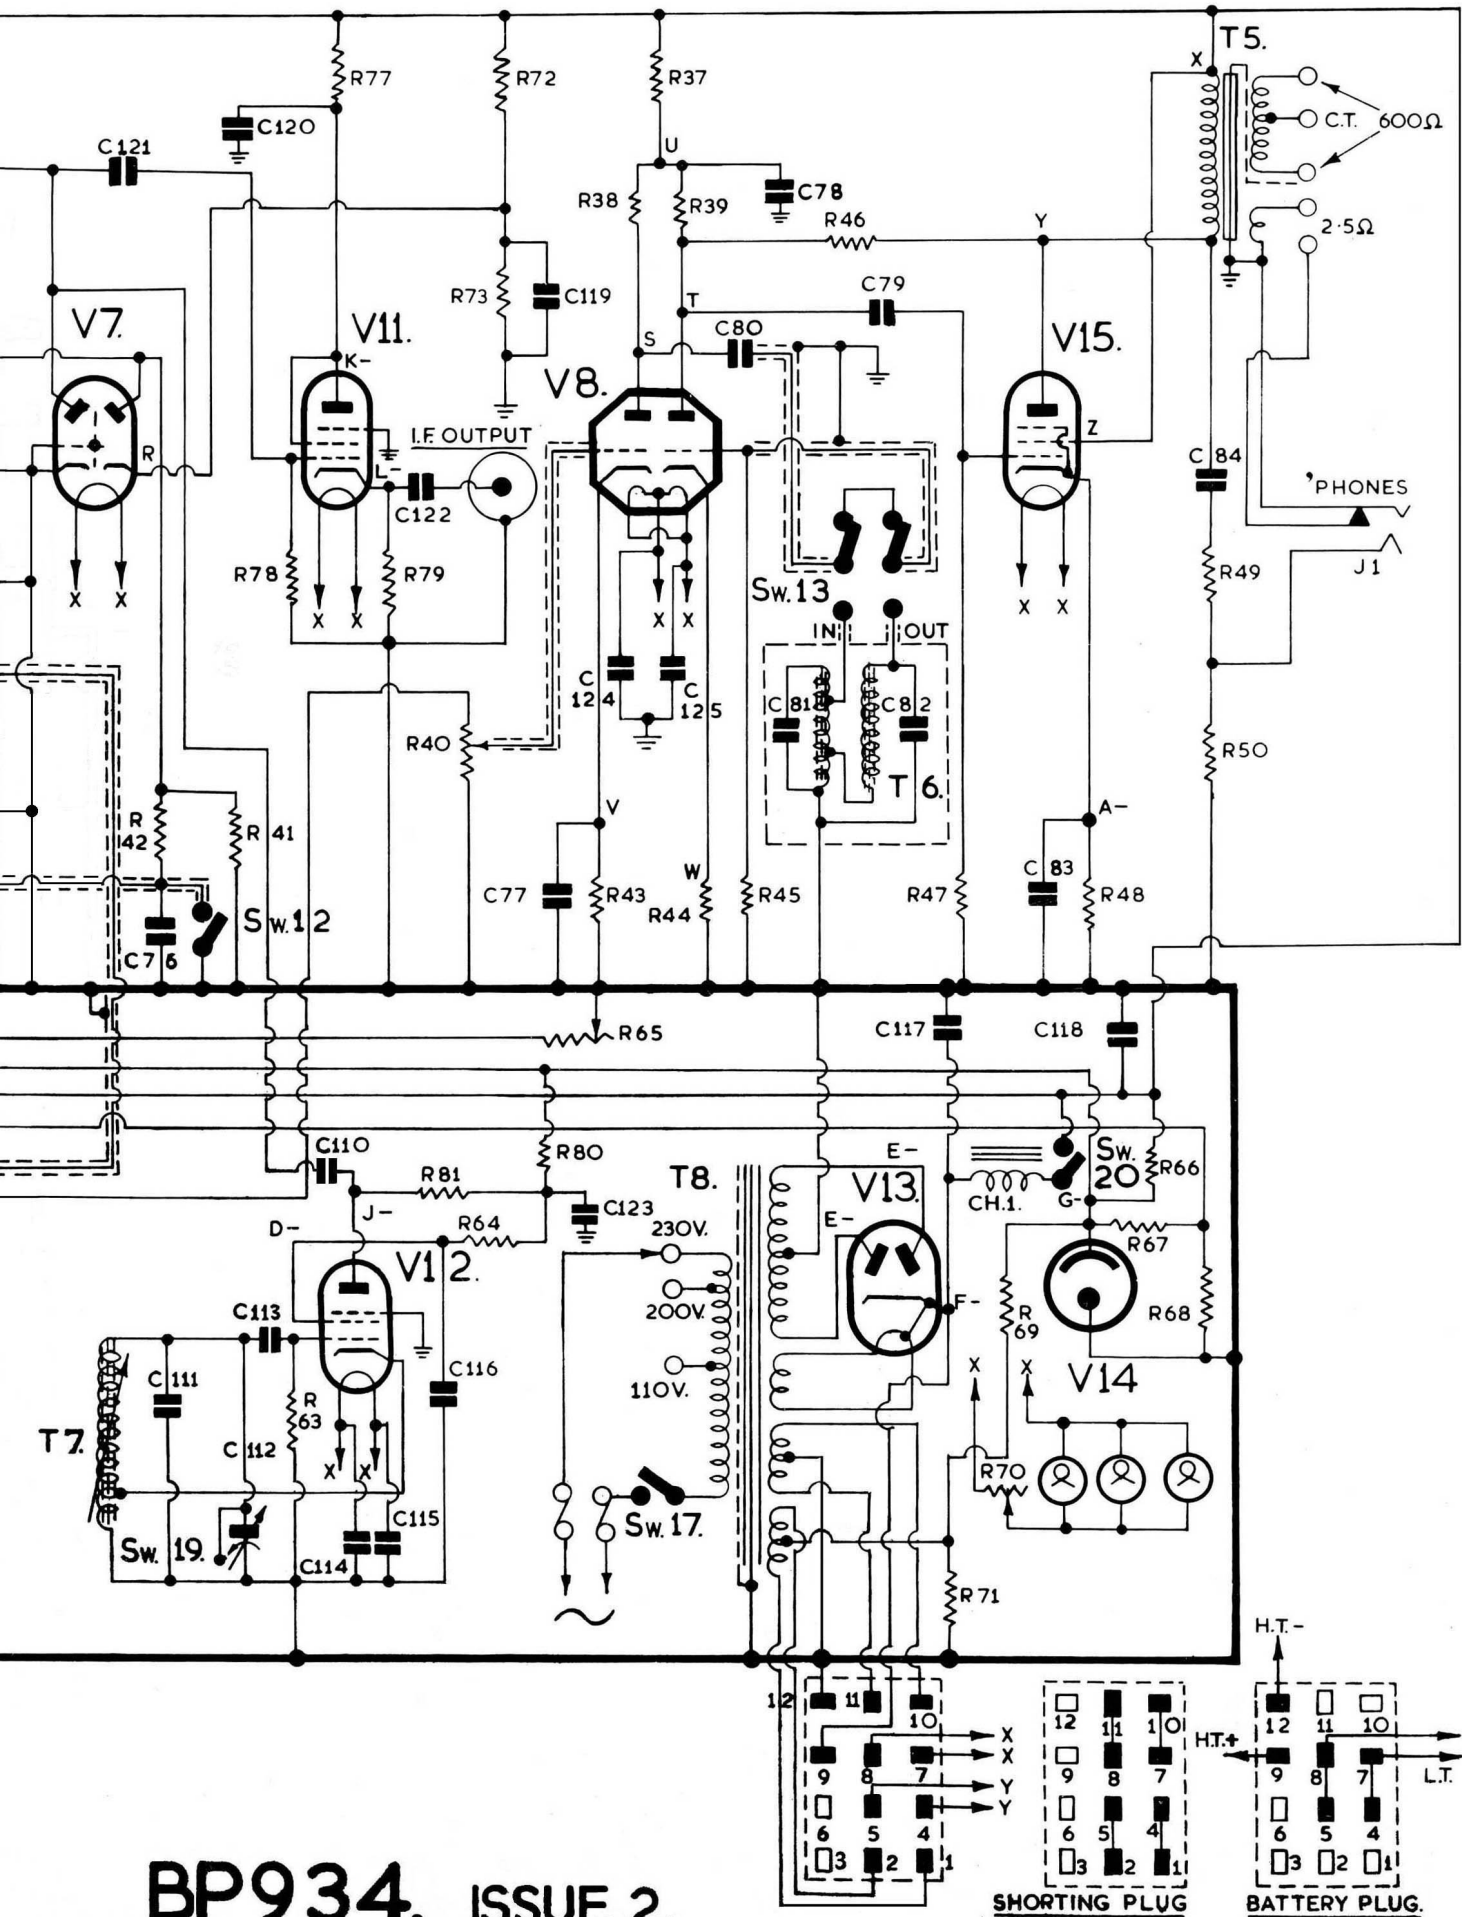 T5.
X
R77
R72
R37
C120
C.T.
600Ω
C121
U
R38
R39
C78
R46
Y
2·5Ω
R73
C119
T
C79
V7.
V11.
S
C80
V15.
K-
V8.
I.F. OUTPUT
R
L-
Z
C84
C122
'PHONES
R78
R79
Sw.13
R49
J1
X X
X X
X X
X X
IN
OUT
C
124
C
125
C81
C82
R40
R50
T6.
V
A-
R
42
R41
C77
R43
W
R44
R45
R47
C83
R48
Sw.12
C76
R65
C117
C118
C110
R80
E-
Sw.
20
R66
R81
T8.
V13.
CH.1.
G-
J-
C123
D-
R64
230V.
E-
R67
V12.
200V.
F-
R
69
R68
C113
110V.
C111
R
63
C116
X
X
V14
T7.
C112
X X
R70
C115
Sw.17.
Sw. 19.
C114
R71
H.T.-
12 11 10
X
X
Y
Y
9 8 7
6 5 4
3 2 1
12 11 10
9 8 7
6 5 4
3 2 1
H.T.+
12 11 10
9 8 7
L.T.
6 5 4
3 2 1
BP934. ISSUE 2
SHORTING PLUG
BATTERY PLUG.